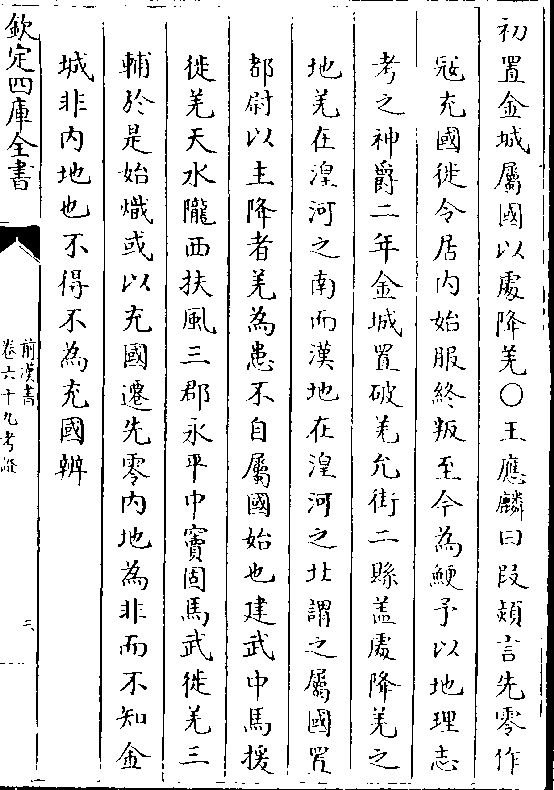 初置金城屬國以處降羌○王應麟曰段熲言先零作
寇充國徙令居内始服終叛至今為鯁予以地理志
考之神爵二年金城置破羌允街二縣盖處降羌之
地羌在湟河之南而漢地在湟河之北謂之屬國置
都尉以主降者羌為患不自屬國始也建武中馬援
徙羌天水隴西扶風三郡永平中竇固馬武徙羌三
輔於是始熾或以充國遷先零内地為非而不知金
城非内地也不得不為充國辨
欽定四庫全書
前漢書
卷六十九考證